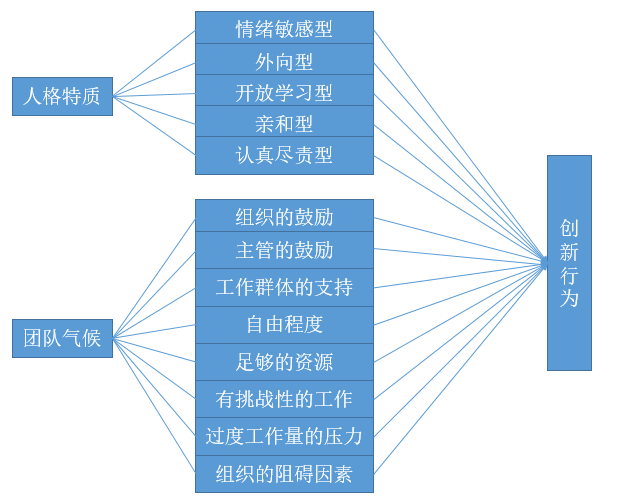 人格特质
情绪敏感型
外向型
开放学习型
亲和型
认真尽责型
团队气候
组织的鼓励
主管的鼓励
工作群体的支持
自由程度
足够的资源
有挑战性的工作
过度工作量的压力
组织的阻碍因素
创
新
行
为